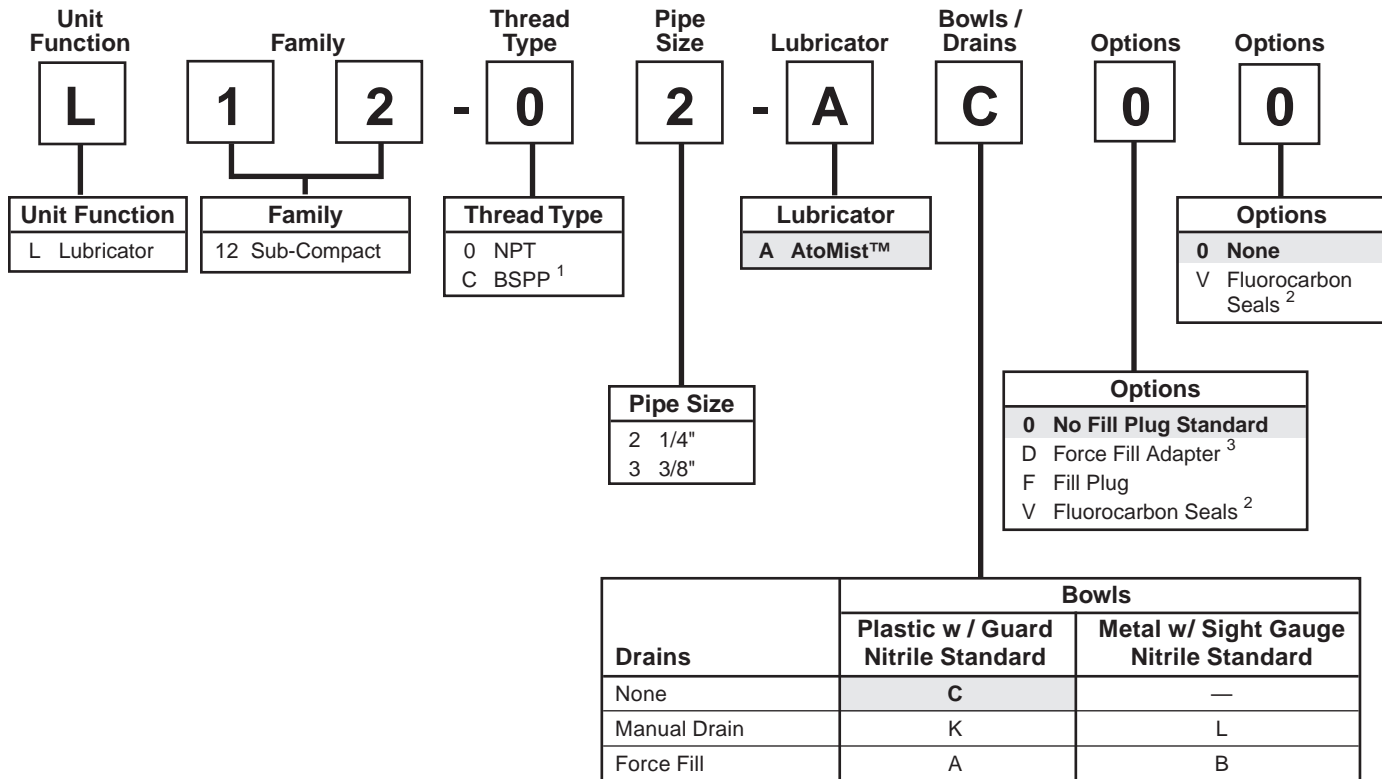 Unit Function
Family
Thread Type
Pipe Size
Lubricator
Bowls / Drains
Options
Options
L 1 2 - 0 2 - A C 0 0
Unit Function
L Lubricator
Family
12 Sub-Compact
Thread Type
0 NPT
C BSPP 1
Lubricator
A AtoMist™
Options
0 None
V Fluorocarbon
Seals 2
Pipe Size
2 1/4"
3 3/8"
Options
0 No Fill Plug Standard
D Force Fill Adapter 3
F Fill Plug
V Fluorocarbon Seals 2
Bowls
Drains
Plastic w / Guard
Nitrile Standard
Metal w/ Sight Gauge
Nitrile Standard
None C —
Manual Drain K L
Force Fill A B